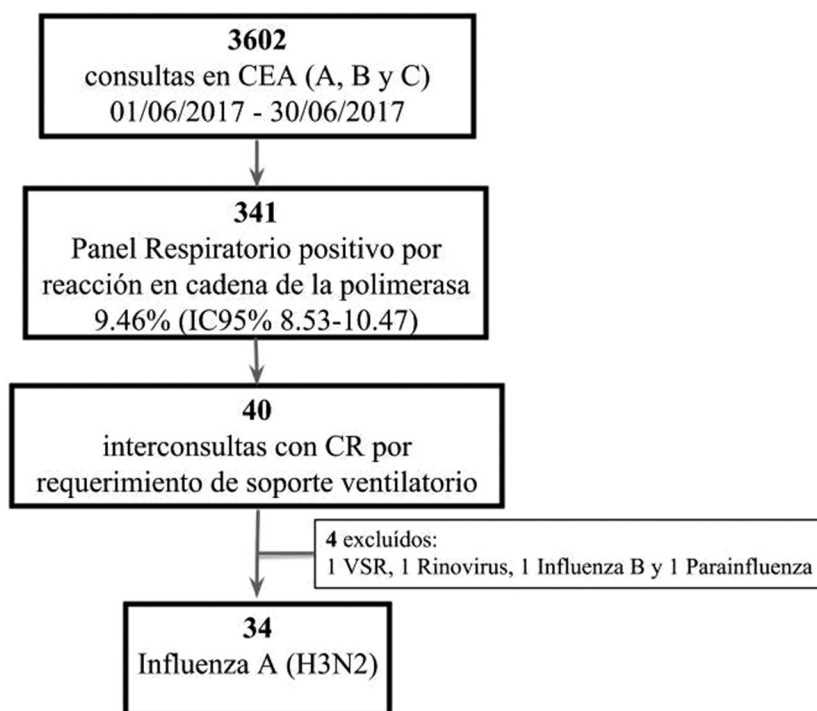 3602
consultas en CEA (A, B y C)
01/06/2017 - 30/06/2017
341
Panel Respiratorio positivo por
reacción en cadena de la polimerasa
9.46% (IC95% 8.53-10.47)
40
interconsultas con CR por
requerimiento de soporte ventilatorio
4 excluídos:
1 VSR, 1 Rinovirus, 1 Influenza B y 1 Parainfluenza
34
Influenza A (H3N2)